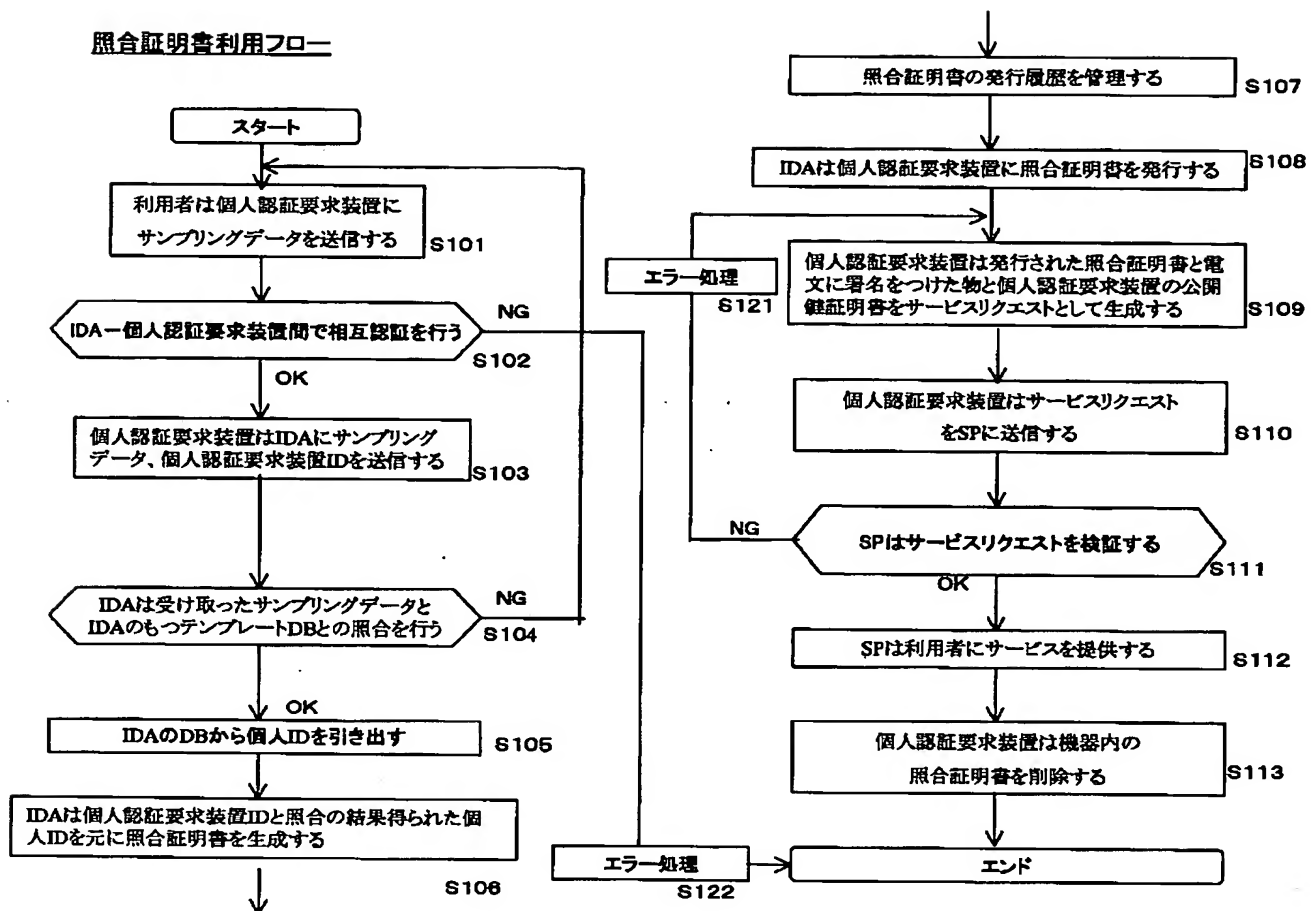 照合証明書利用フロー
スタート
利用者は個人認証要求装置に
サンプリングデータを送信する
S101
IDA－個人認証要求装置間で相互認証を行う
NG
S102
OK
個人認証要求装置はIDAにサンプリング
データ、個人認証要求装置IDを送信する
S103
IDAは受け取ったサンプリングデータと
IDAのもつテンプレートDBとの照合を行う
NG
S104
OK
IDAのDBから個人IDを引き出す
S105
IDAは個人認証要求装置IDと照合の結果得られた個
人IDを元に照合証明書を生成する
S106
照合証明書の発行履歴を管理する
S107
IDAは個人認証要求装置に照合証明書を発行する
S108
エラー処理
S121
個人認証要求装置は発行された照合証明書と電
文に署名をつけた物と個人認証要求装置の公開
鍵証明書をサービスリクエストとして生成する
S109
個人認証要求装置はサービスリクエスト
をSPに送信する
S110
NG
SPはサービスリクエストを検証する
S111
OK
SPは利用者にサービスを提供する
S112
個人認証要求装置は機器内の
照合証明書を削除する
S113
エラー処理
S122
エンド